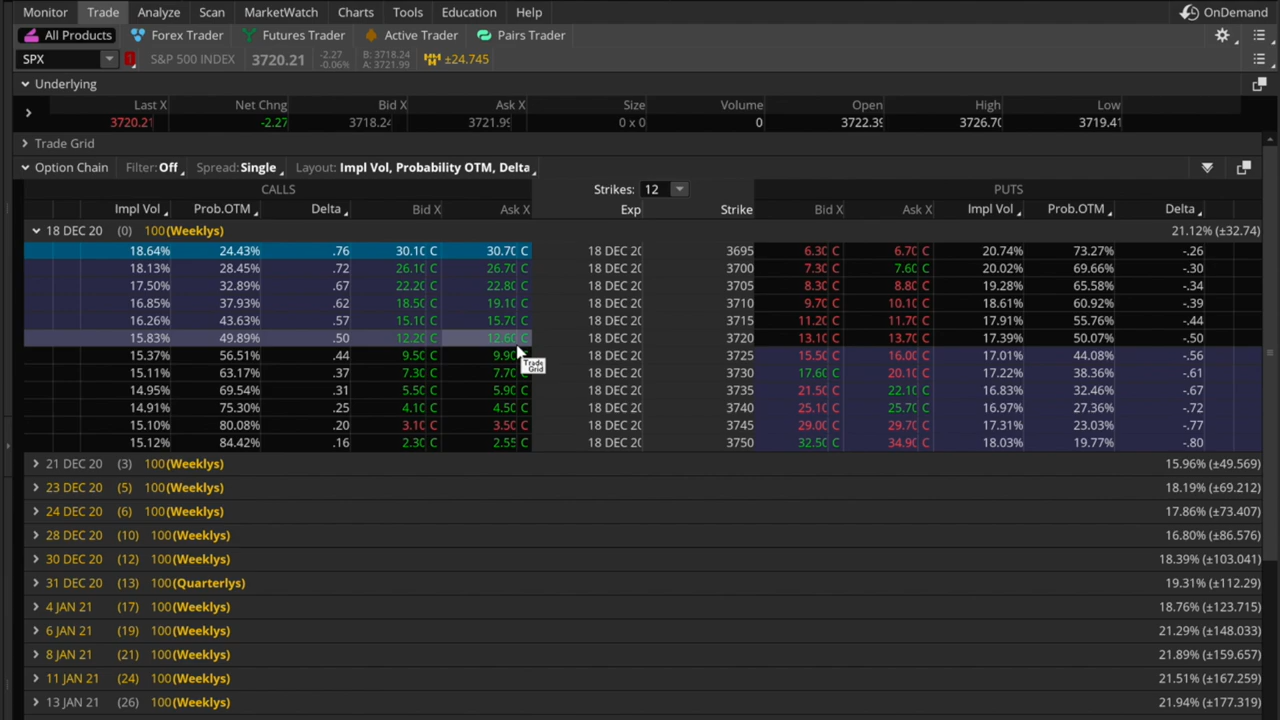 Monitor Trade Analyze Scan MarketWatch Charts Tools Education Help OnDemand
All Products Forex Trader Futures Trader Active Trader Pairs Trader
SPX 1 S&P 500 INDEX 3720.21 -2.27 -0.06% B: 3718.24 A: 3721.99 ±24.745
Underlying
Last X Net Chng Bid X Ask X Size Volume Open High Low
3720.21 -2.27 3718.24 3721.99 0 x 0 0 3722.39 3726.70 3719.41
Trade Grid
Option Chain Filter: Off Spread: Single Layout: Impl Vol, Probability OTM, Delta
CALLS Strikes: 12 PUTS
Impl Vol Prob.OTM Delta Bid X Ask X Exp Strike Bid X Ask X Impl Vol Prob.OTM Delta
18 DEC 20 (0) 100 (Weeklys) 21.12% (±32.74)
18.64% 24.43% .76 30.10 C 30.70 C 18 DEC 20 3695 6.30 C 6.70 C 20.74% 73.27% -.26
18.13% 28.45% .72 26.10 C 26.70 C 18 DEC 20 3700 7.30 C 7.60 C 20.02% 69.66% -.30
17.50% 32.89% .67 22.20 C 22.80 C 18 DEC 20 3705 8.30 C 8.80 C 19.28% 65.58% -.34
16.85% 37.93% .62 18.50 C 19.10 C 18 DEC 20 3710 9.70 C 10.10 C 18.61% 60.92% -.39
16.26% 43.63% .57 15.10 C 15.70 C 18 DEC 20 3715 11.20 C 11.70 C 17.91% 55.76% -.44
15.83% 49.89% .50 12.20 C 12.60 C 18 DEC 20 3720 13.10 C 13.70 C 17.39% 50.07% -.50
15.37% 56.51% .44 9.50 C 9.90 18 DEC 20 3725 15.50 C 16.00 C 17.01% 44.08% -.56
Trade Grid
15.11% 63.17% .37 7.30 C 7.70 C 18 DEC 20 3730 17.60 C 20.10 C 17.22% 38.36% -.61
14.95% 69.54% .31 5.50 C 5.90 C 18 DEC 20 3735 21.50 C 22.10 C 16.83% 32.46% -.67
14.91% 75.30% .25 4.10 C 4.50 C 18 DEC 20 3740 25.10 C 25.70 C 16.97% 27.36% -.72
15.10% 80.08% .20 3.10 C 3.50 C 18 DEC 20 3745 29.00 C 29.70 C 17.31% 23.03% -.77
15.12% 84.42% .16 2.30 C 2.55 C 18 DEC 20 3750 32.50 C 34.90 C 18.03% 19.77% -.80
21 DEC 20 (3) 100 (Weeklys) 15.96% (±49.569)
23 DEC 20 (5) 100 (Weeklys) 18.19% (±69.212)
24 DEC 20 (6) 100 (Weeklys) 17.86% (±73.407)
28 DEC 20 (10) 100 (Weeklys) 16.80% (±86.576)
30 DEC 20 (12) 100 (Weeklys) 18.39% (±103.041)
31 DEC 20 (13) 100 (Quarterlys) 19.31% (±112.29)
4 JAN 21 (17) 100 (Weeklys) 18.76% (±123.715)
6 JAN 21 (19) 100 (Weeklys) 21.29% (±148.033)
8 JAN 21 (21) 100 (Weeklys) 21.89% (±159.657)
11 JAN 21 (24) 100 (Weeklys) 21.51% (±167.259)
13 JAN 21 (26) 100 (Weeklys) 21.94% (±177.319)